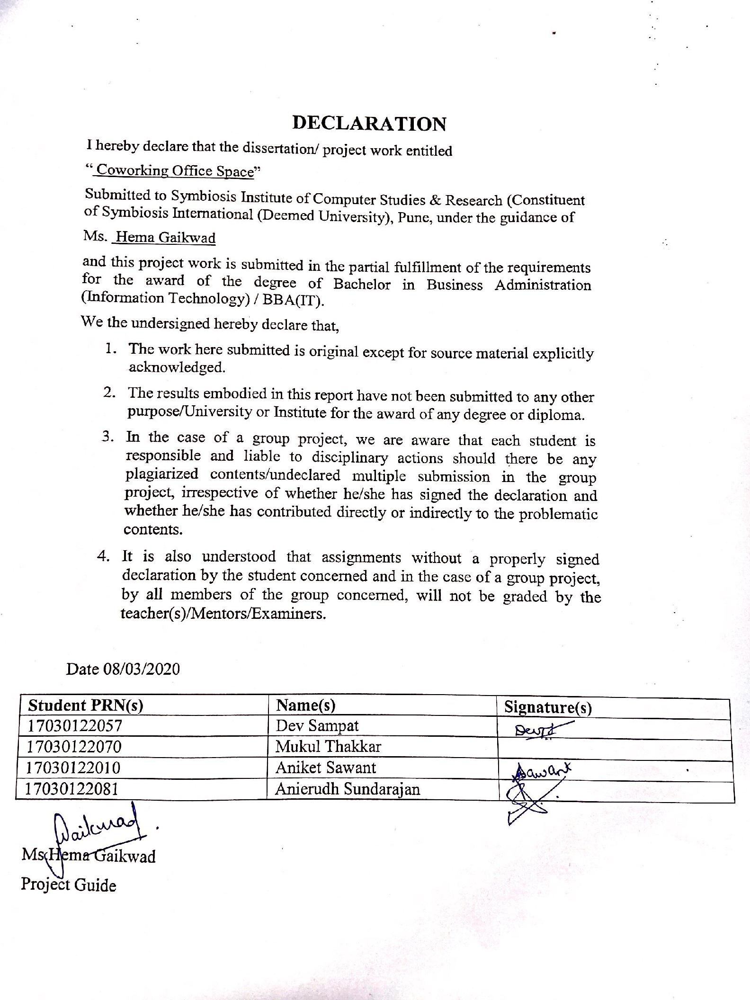 DECLARATION
I hereby declare that the dissertation/ project work entitled
“ Coworking Office Space”
Submitted to Symbiosis Institute of Computer Studies & Research (Constituent
of Symbiosis International (Deemed University), Pune, under the guidance of
Ms. Hema Gaikwad
and this project work is submitted in the partial fulfillment of the requirements
for the award of the degree of Bachelor in Business Administration
(Information Technology) / BBA(IT).
We the undersigned hereby declare that,
1. The work here submitted is original except for source material explicitly
acknowledged.
2. The results embodied in this report have not been submitted to any other
purpose/University or Institute for the award of any degree or diploma.
3. In the case of a group project, we are aware that each student is
responsible and liable to disciplinary actions should there be any
plagiarized contents/undeclared multiple submission in the group
project, irrespective of whether he/she has signed the declaration and
whether he/she has contributed directly or indirectly to the problematic
contents.
4. It is also understood that assignments without a properly signed
declaration by the student concerned and in the case of a group project,
by all members of the group concerned, will not be graded by the
teacher(s)/Mentors/Examiners.
Date 08/03/2020
Student PRN(s) Name(s) Signature(s)
17030122057 Dev Sampat
17030122070 Mukul Thakkar
17030122010 Aniket Sawant Sawant
17030122081 Anierudh Sundarajan
Gaikwad
Ms. Hema Gaikwad
Project Guide